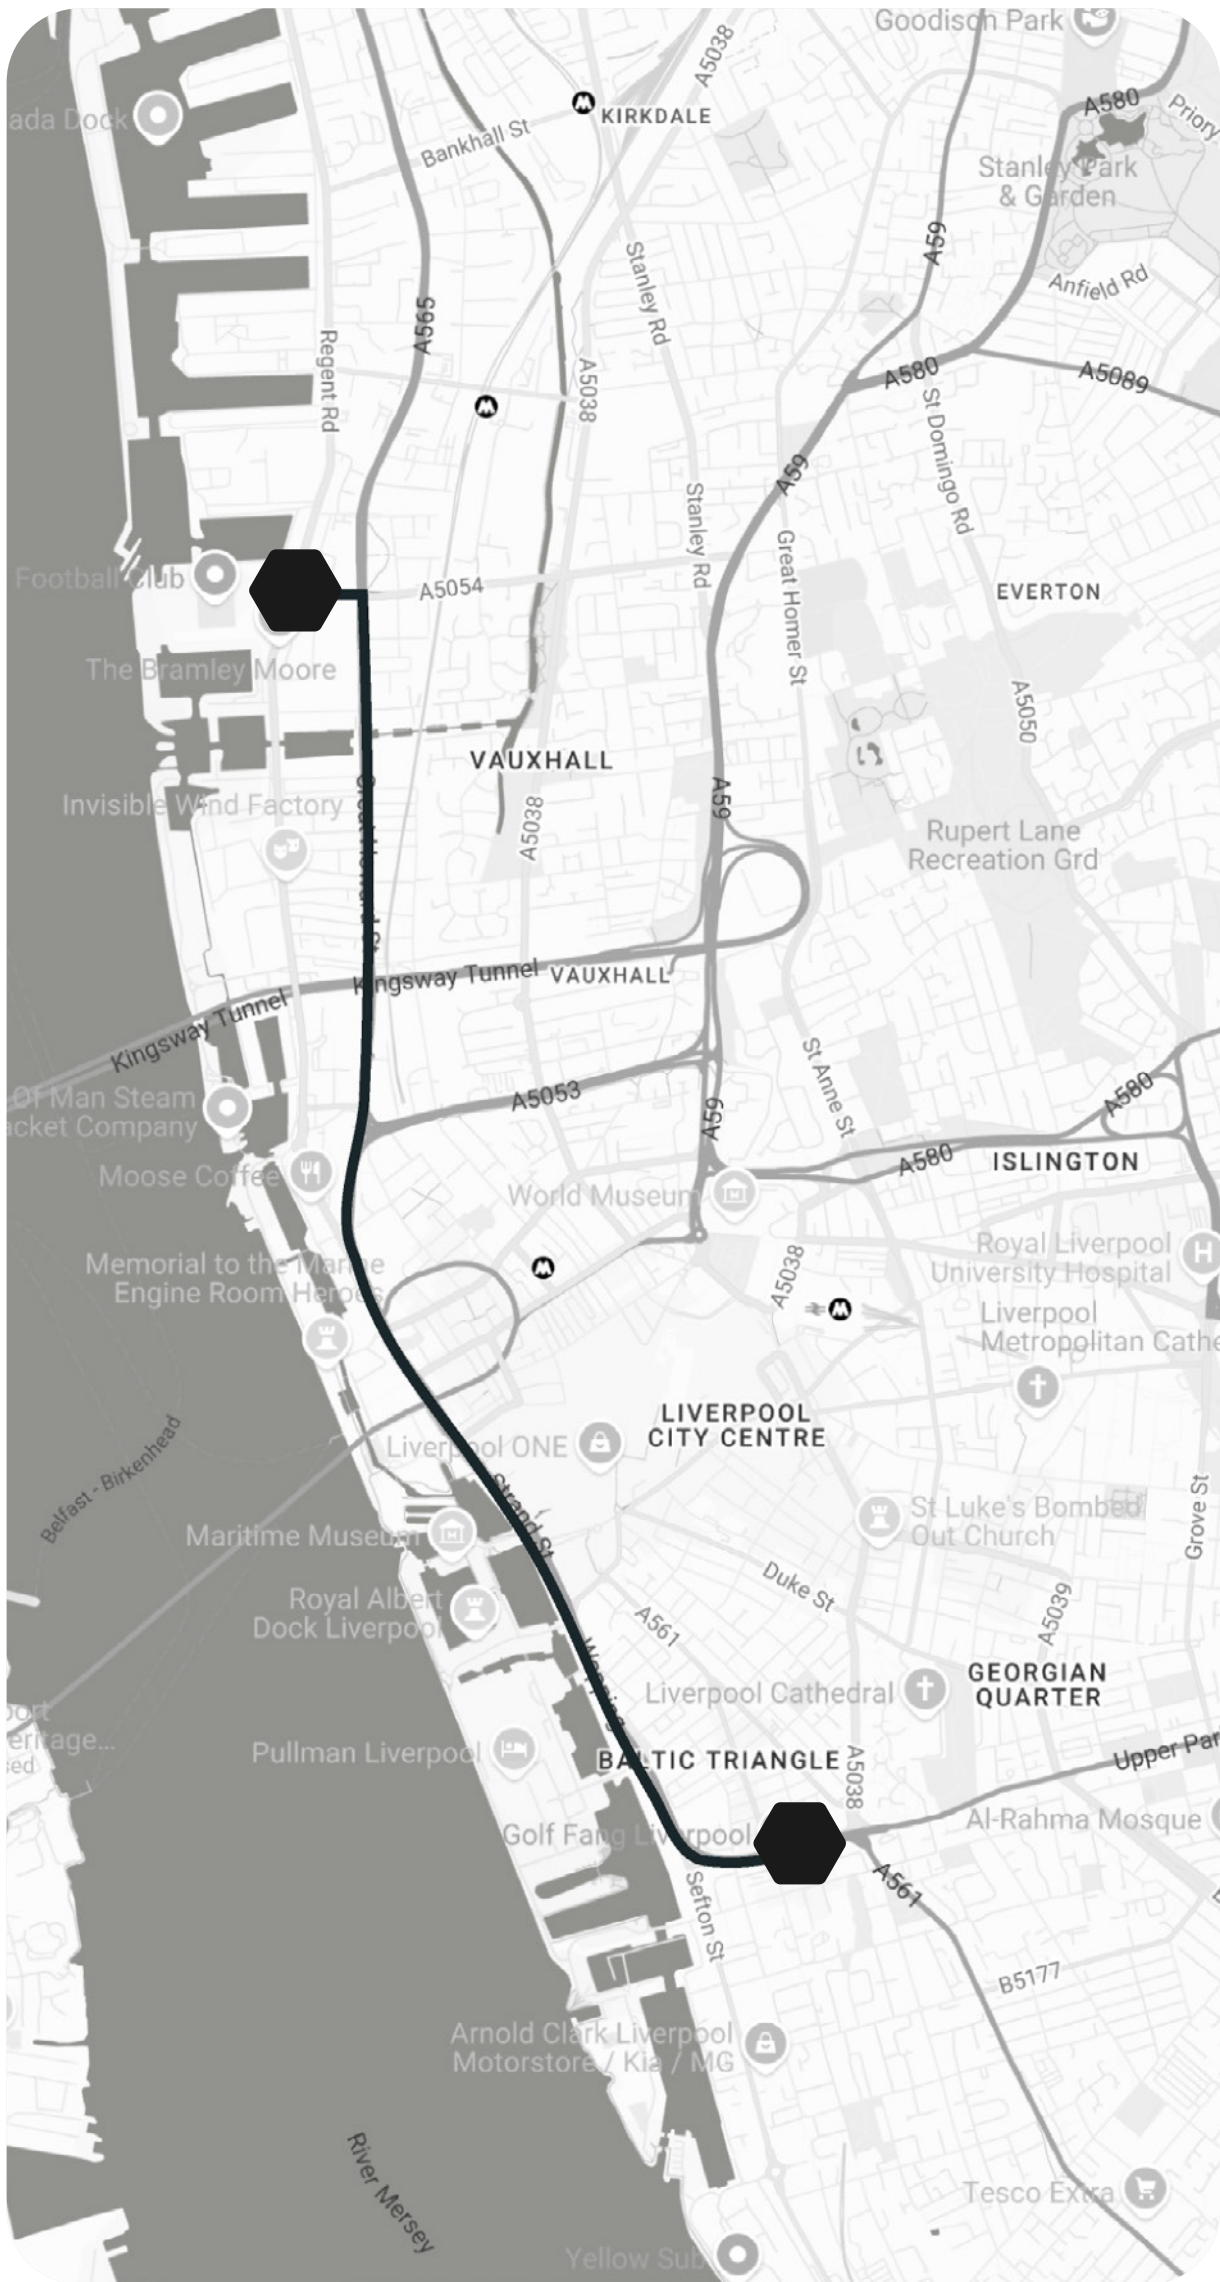 Goodison Park
A5038
A580
Priory
ada Dock
KIRKDALE
Bankhall St
Stanley Park
& Garden
A59
Stanley Rd
Anfield Rd
A565
Regent Rd
A5038
A580
A5089
St Domingo Rd
A59
Stanley Rd
Great Homer St
Football Club
A5054
EVERTON
The Bramley Moore
A5050
VAUXHALL
A59
Invisible Wind Factory
Great Howard St
A5038
Rupert Lane
Recreation Grd
Kingsway Tunnel
VAUXHALL
Kingsway Tunnel
St Anne St
Of Man Steam
acket Company
A5053
A59
A580
A580
ISLINGTON
Moose Coffee
World Museum
Memorial to the Marine
Engine Room Heroes
A5038
Royal Liverpool
University Hospital
Liverpool
Metropolitan Cathe
LIVERPOOL
CITY CENTRE
Liverpool ONE
Belfast - Birkenhead
Strand St
Grove St
St Luke's Bombed
Out Church
Maritime Museum
Duke St
Royal Albert
Dock Liverpool
A561
A5039
Wapping
GEORGIAN
QUARTER
Liverpool Cathedral
port
eritage...
sed
Pullman Liverpool
BALTIC TRIANGLE
A5038
Upper Par
Golf Fang Liverpool
Al-Rahma Mosque
A561
Sefton St
B5177
Arnold Clark Liverpool
Motorstore / Kia / MG
River Mersey
Tesco Extra
Yellow Sub